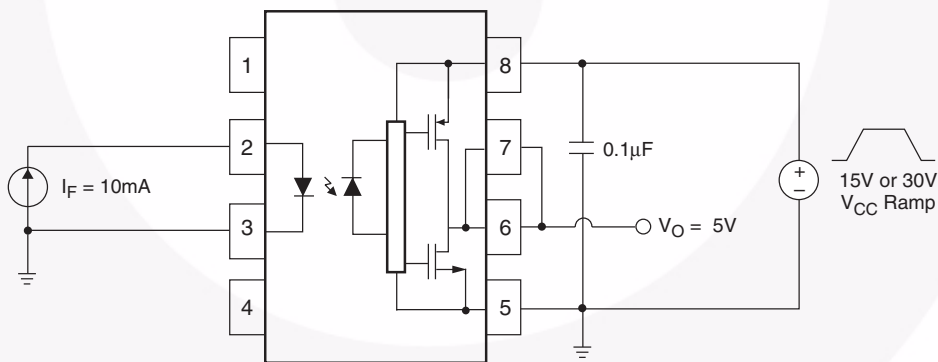 1
8
2
7
3
6
4
5
I_F = 10mA
0.1μF
+
–
15V or 30V
V_CC Ramp
V_O = 5V